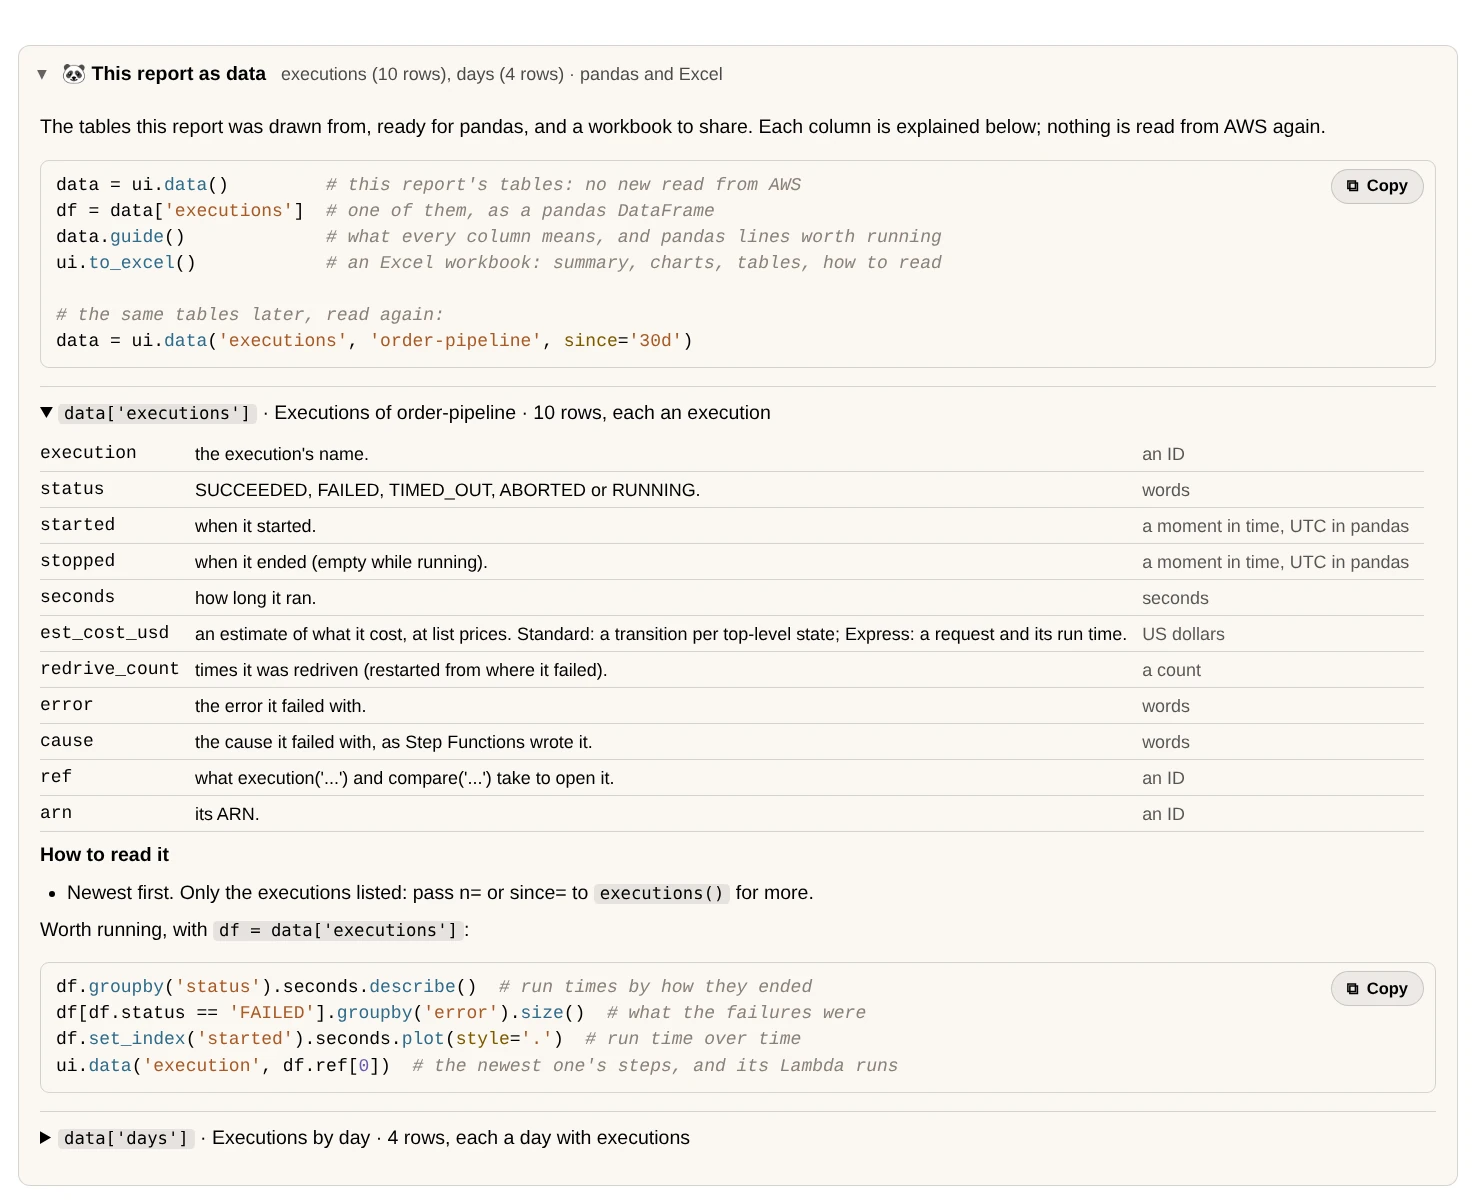 ▼ 🐼 This report as data executions (10 rows), days (4 rows) · pandas and Excel
The tables this report was drawn from, ready for pandas, and a workbook to share. Each column is explained below; nothing is read from AWS again.
data = ui.data()         # this report's tables: no new read from AWS
⧉ Copy
df = data['executions']  # one of them, as a pandas DataFrame
data.guide()             # what every column means, and pandas lines worth running
ui.to_excel()            # an Excel workbook: summary, charts, tables, how to read
# the same tables later, read again:
data = ui.data('executions', 'order-pipeline', since='30d')
▼ data['executions'] · Executions of order-pipeline · 10 rows, each an execution
execution the execution's name. an ID
status SUCCEEDED, FAILED, TIMED_OUT, ABORTED or RUNNING. words
started when it started. a moment in time, UTC in pandas
stopped when it ended (empty while running). a moment in time, UTC in pandas
seconds how long it ran. seconds
est_cost_usd an estimate of what it cost, at list prices. Standard: a transition per top-level state; Express: a request and its run time. US dollars
redrive_count times it was redriven (restarted from where it failed). a count
error the error it failed with. words
cause the cause it failed with, as Step Functions wrote it. words
ref what execution('...') and compare('...') take to open it. an ID
arn its ARN. an ID
How to read it
• Newest first. Only the executions listed: pass n= or since= to executions() for more.
Worth running, with df = data['executions']:
df.groupby('status').seconds.describe()  # run times by how they ended
⧉ Copy
df[df.status == 'FAILED'].groupby('error').size()  # what the failures were
df.set_index('started').seconds.plot(style='.')  # run time over time
ui.data('execution', df.ref[0])  # the newest one's steps, and its Lambda runs
▶ data['days'] · Executions by day · 4 rows, each a day with executions